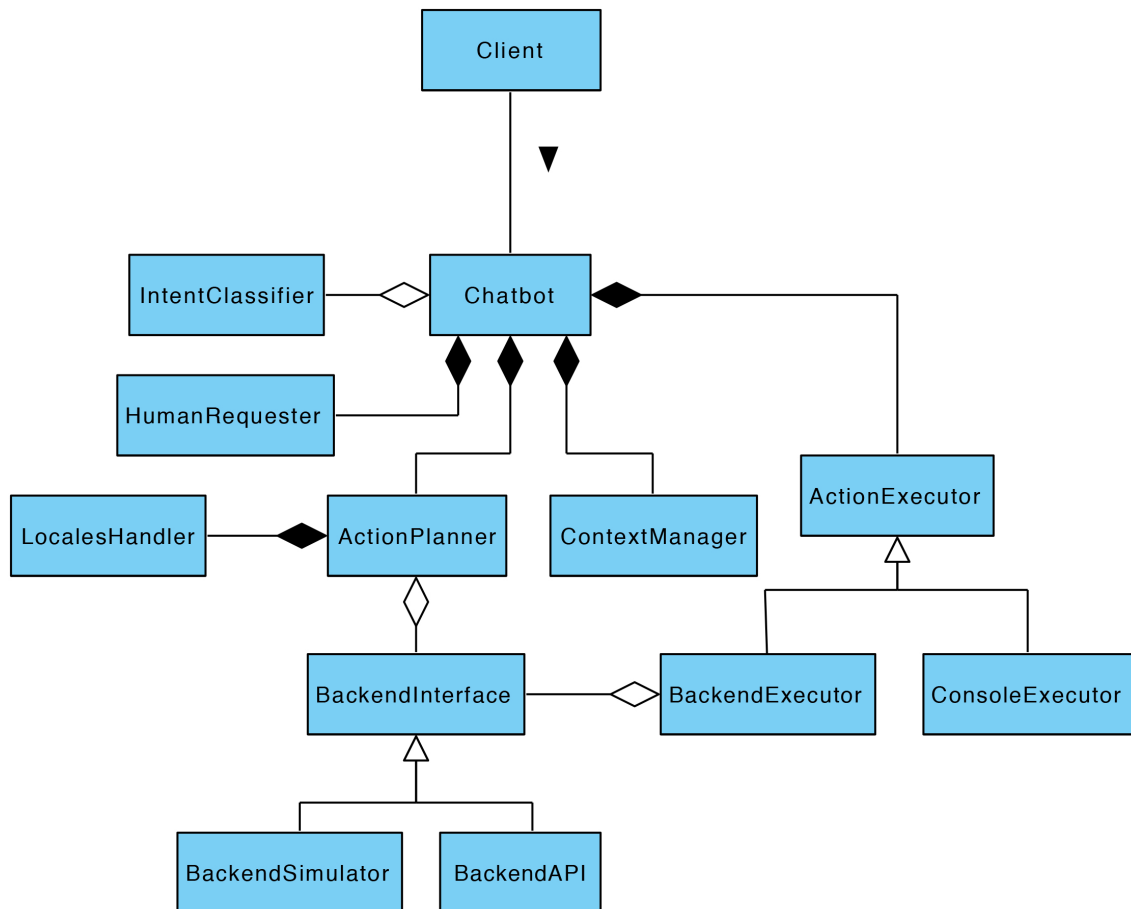 Client
IntentClassifier
Chatbot
HumanRequester
ActionExecutor
LocalesHandler
ActionPlanner
ContextManager
BackendInterface
BackendExecutor
ConsoleExecutor
BackendSimulator
BackendAPI